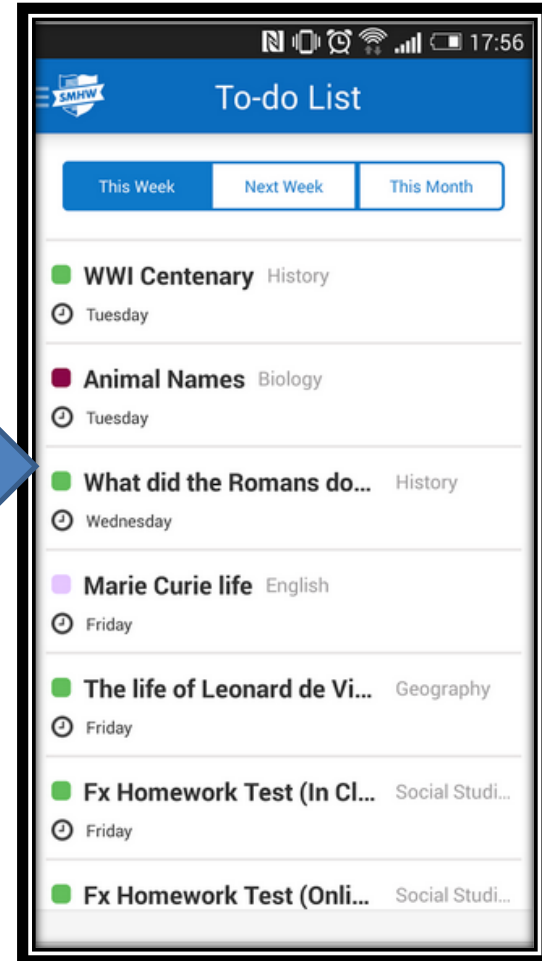 17:56
SMHW
To-do List
This Week Next Week This Month
WWI Centenary History
Tuesday
Animal Names Biology
Tuesday
What did the Romans do... History
Wednesday
Marie Curie life English
Friday
The life of Leonard de Vi... Geography
Friday
Fx Homework Test (In Cl... Social Studi...
Friday
Fx Homework Test (Onli... Social Studi...